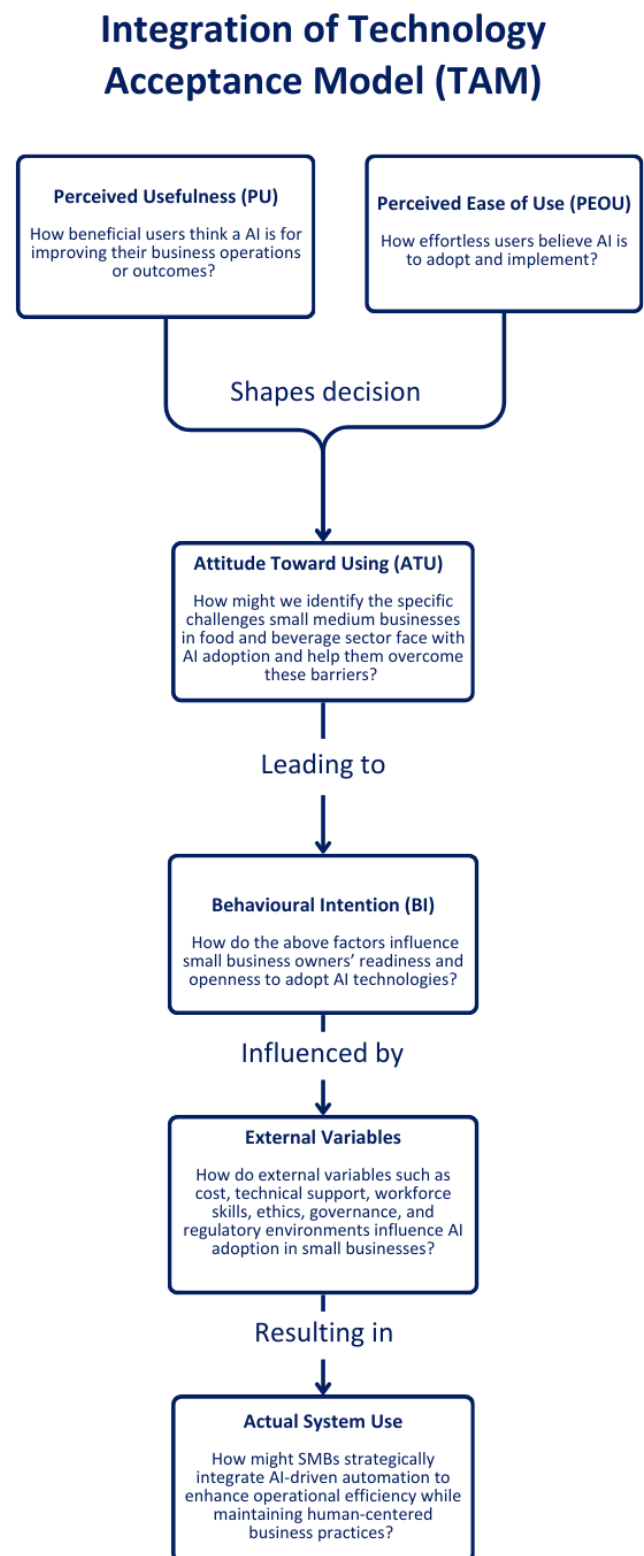 Integration of Technology
Acceptance Model (TAM)
Perceived Usefulness (PU)
How beneficial users think a AI is for
improving their business operations
or outcomes?
Perceived Ease of Use (PEOU)
How effortless users believe AI is
to adopt and implement?
Shapes decision
Attitude Toward Using (ATU)
How might we identify the specific
challenges small medium businesses
in food and beverage sector face with
AI adoption and help them overcome
these barriers?
Leading to
Behavioural Intention (BI)
How do the above factors influence
small business owners’ readiness and
openness to adopt AI technologies?
Influenced by
External Variables
How do external variables such as
cost, technical support, workforce
skills, ethics, governance, and
regulatory environments influence AI
adoption in small businesses?
Resulting in
Actual System Use
How might SMBs strategically
integrate AI-driven automation to
enhance operational efficiency while
maintaining human-centered
business practices?